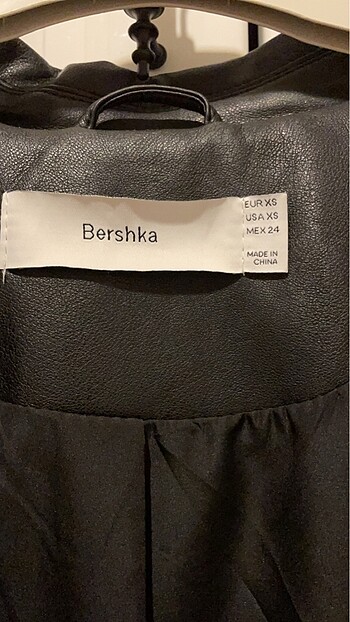 Bershka
EUR XS
USA XS
MEX 24
MADE IN
CHINA